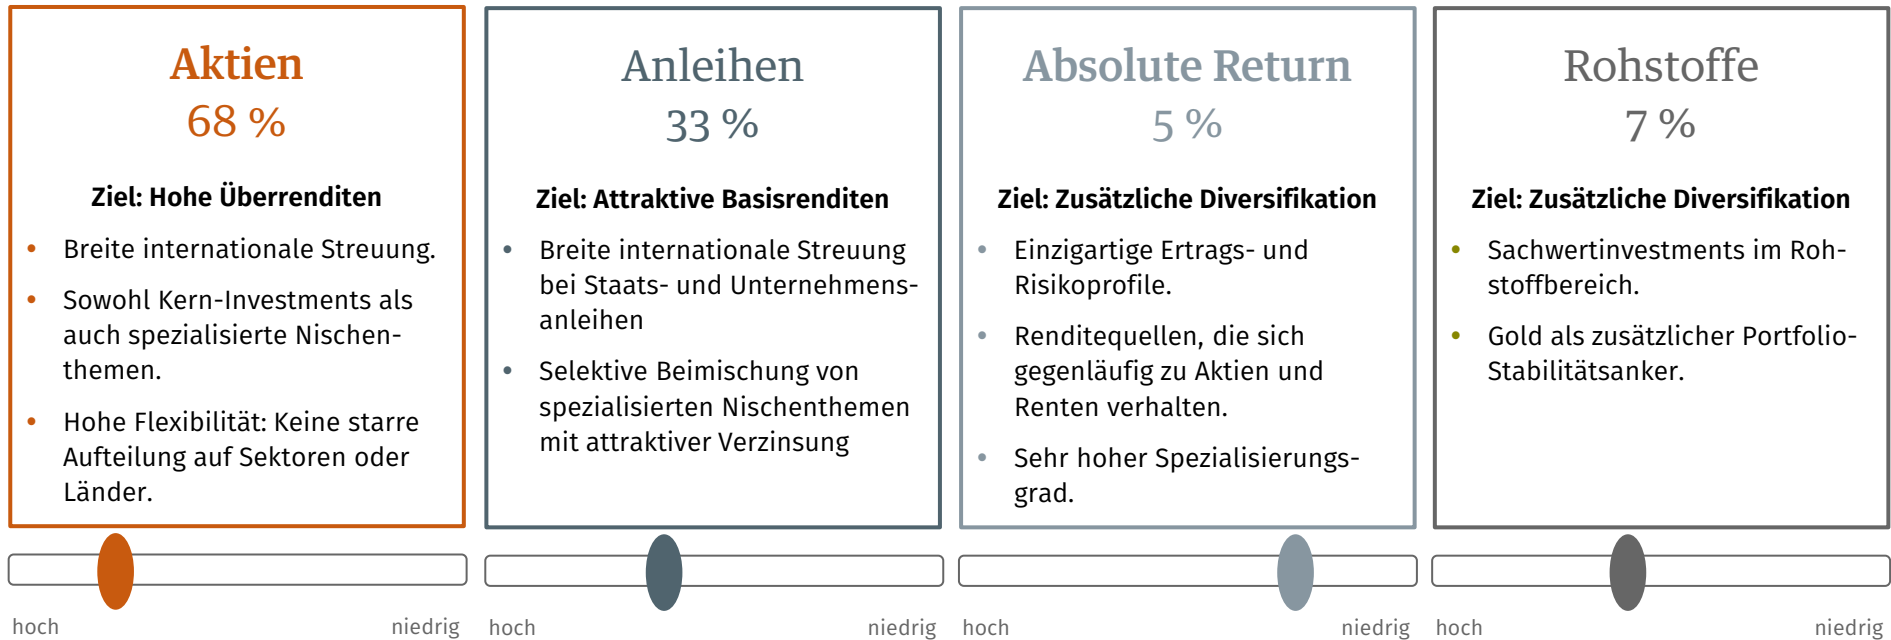 Aktien
68 %
Ziel: Hohe Überrenditen
• Breite internationale Streuung.
• Sowohl Kern-Investments als
auch spezialisierte Nischen-
themen.
• Hohe Flexibilität: Keine starre
Aufteilung auf Sektoren oder
Länder.
hoch niedrig
Anleihen
33 %
Ziel: Attraktive Basisrenditen
• Breite internationale Streuung
bei Staats- und Unternehmens-
anleihen
• Selektive Beimischung von
spezialisierten Nischenthemen
mit attraktiver Verzinsung
hoch niedrig
Absolute Return
5 %
Ziel: Zusätzliche Diversifikation
• Einzigartige Ertrags- und
Risikoprofile.
• Renditequellen, die sich
gegenläufig zu Aktien und
Renten verhalten.
• Sehr hoher Spezialisierungs-
grad.
hoch niedrig
Rohstoffe
7 %
Ziel: Zusätzliche Diversifikation
• Sachwertinvestments im Roh-
stoffbereich.
• Gold als zusätzlicher Portfolio-
Stabilitätsanker.
hoch niedrig